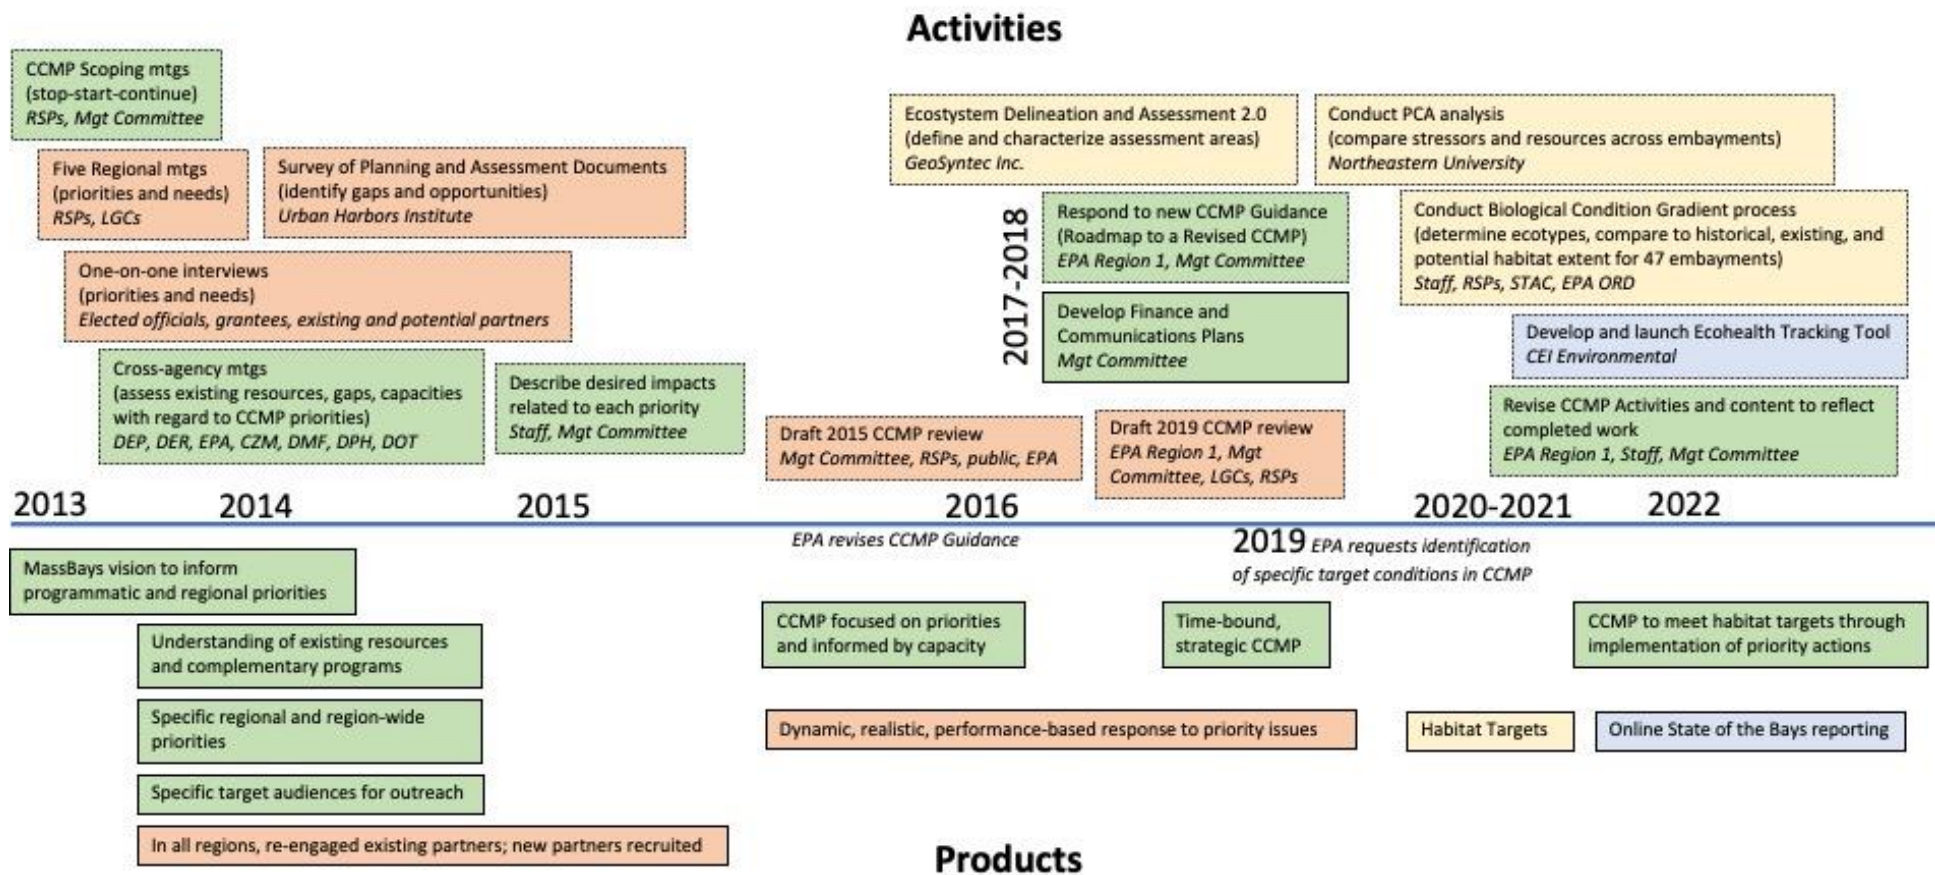 Activities
CCMP Scoping mtgs
(stop-start-continue)
RSPs, Mgt Committee
Five Regional mtgs
(priorities and needs)
RSPs, LGCs
Survey of Planning and Assessment Documents
(identify gaps and opportunities)
Urban Harbors Institute
One-on-one interviews
(priorities and needs)
Elected officials, grantees, existing and potential partners
Cross-agency mtgs
(assess existing resources, gaps, capacities
with regard to CCMP priorities)
DEP, DER, EPA, CZM, DMF, DPH, DOT
Describe desired impacts
related to each priority
Staff, Mgt Committee
Draft 2015 CCMP review
Mgt Committee, RSPs, public, EPA
Ecostystem Delineation and Assessment 2.0
(define and characterize assessment areas)
GeoSyntec Inc.
2017-2018
Respond to new CCMP Guidance
(Roadmap to a Revised CCMP)
EPA Region 1, Mgt Committee
Develop Finance and
Communications Plans
Mgt Committee
Draft 2019 CCMP review
EPA Region 1, Mgt
Committee, LGCs, RSPs
Conduct PCA analysis
(compare stressors and resources across embayments)
Northeastern University
Conduct Biological Condition Gradient process
(determine ecotypes, compare to historical, existing, and
potential habitat extent for 47 embayments)
Staff, RSPs, STAC, EPA ORD
Develop and launch Ecohealth Tracking Tool
CEI Environmental
Revise CCMP Activities and content to reflect
completed work
EPA Region 1, Staff, Mgt Committee
2013
2014
2015
2016
2020-2021
2022
EPA revises CCMP Guidance
2019 EPA requests identification
of specific target conditions in CCMP
MassBays vision to inform
programmatic and regional priorities
Understanding of existing resources
and complementary programs
Specific regional and region-wide
priorities
Specific target audiences for outreach
In all regions, re-engaged existing partners; new partners recruited
CCMP focused on priorities
and informed by capacity
Time-bound,
strategic CCMP
CCMP to meet habitat targets through
implementation of priority actions
Dynamic, realistic, performance-based response to priority issues
Habitat Targets
Online State of the Bays reporting
Products